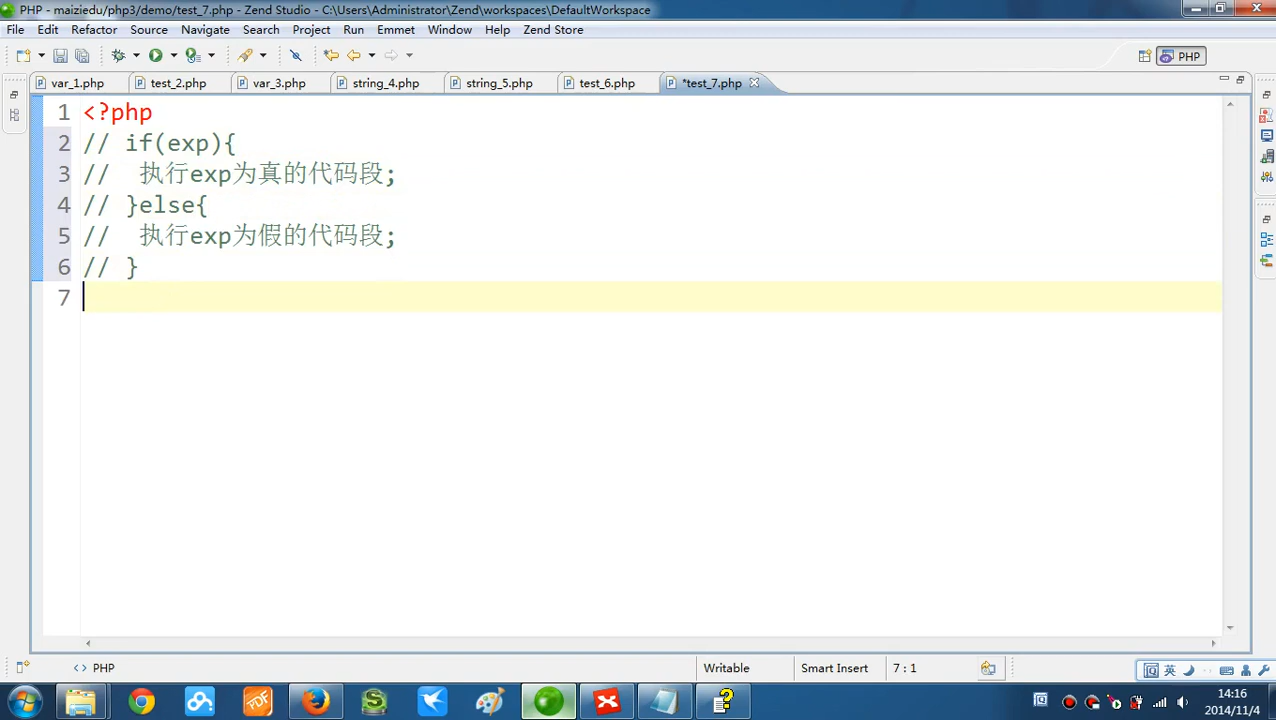 PHP - maiziedu/php3/demo/test_7.php - Zend Studio - C:\Users\Administrator\Zend\workspaces\DefaultWorkspace
File Edit Refactor Source Navigate Search Project Run Emmet Window Help Zend Store
PHP
var_1.php test_2.php var_3.php string_4.php string_5.php test_6.php *test_7.php
1 <?php
2 // if(exp){
3 //  执行exp为真的代码段;
4 // }else{
5 //  执行exp为假的代码段;
6 // }
7
<> PHP Writable Smart Insert 7 : 1
英
PDF
14:16
2014/11/4